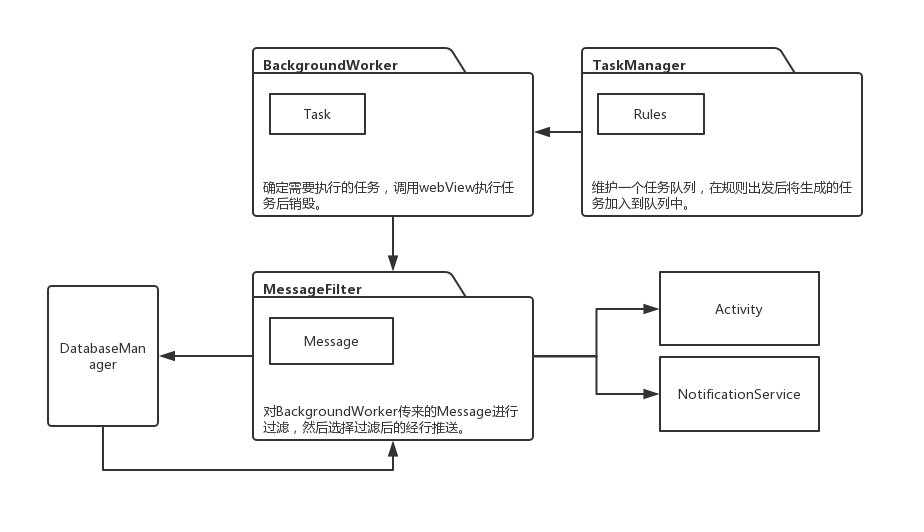 BackgroundWorker
Task
确定需要执行的任务，调用webView执行任
务后销毁。
TaskManager
Rules
维护一个任务队列，在规则出发后将生成的任
务加入到队列中。
DatabaseMan
ager
MessageFilter
Message
对BackgroundWorker传来的Message进行
过滤，然后选择过滤后的经行推送。
Activity
NotificationService